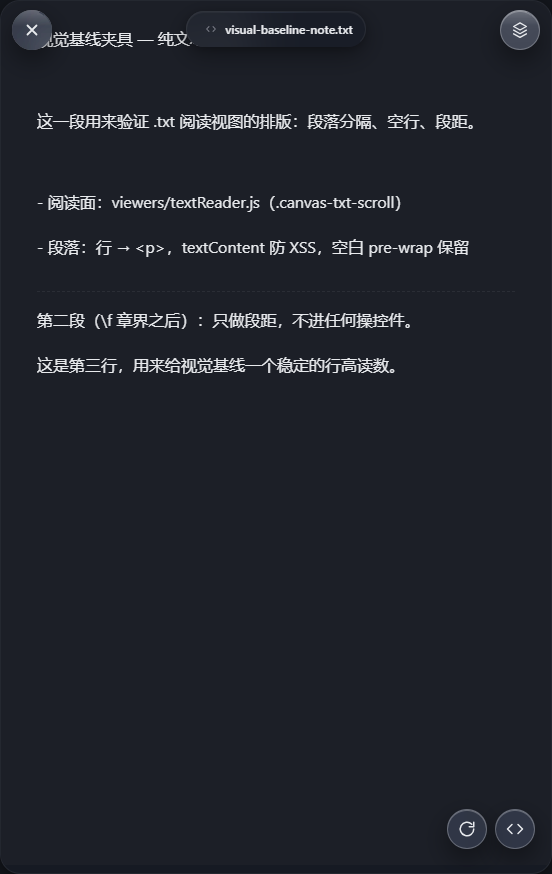 visual-baseline-note.txt
觉基线夹具 — 纯文
这一段用来验证 .txt 阅读视图的排版：段落分隔、空行、段距。
- 阅读面：viewers/textReader.js（.canvas-txt-scroll）
- 段落：行 → <p>，textContent 防 XSS，空白 pre-wrap 保留
第二段（\f 章界之后）：只做段距，不进任何操控件。
这是第三行，用来给视觉基线一个稳定的行高读数。